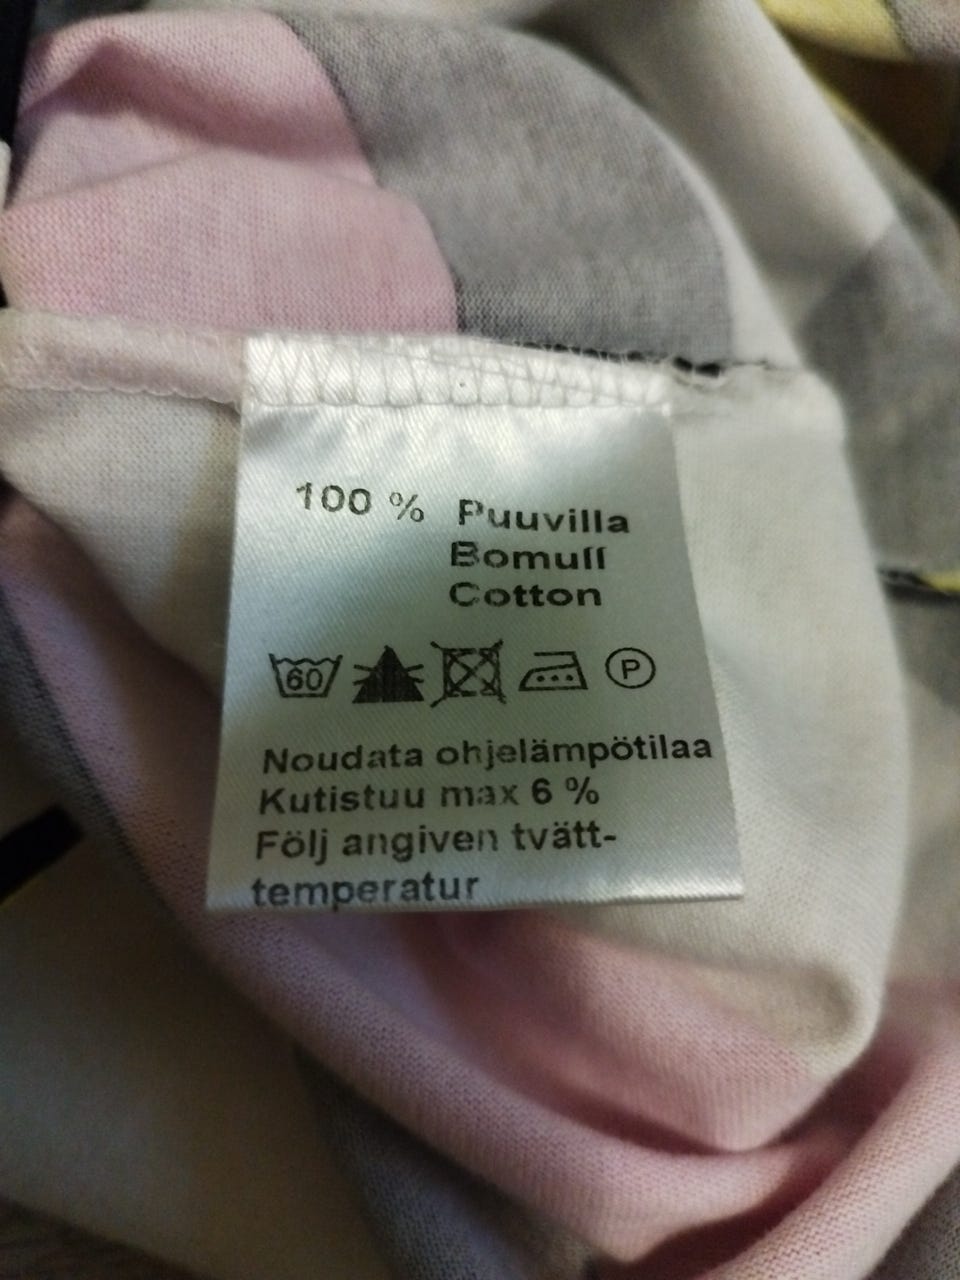 100 % Puuvilla
Bomull
Cotton
60 P
Noudata ohjelämpötilaa
Kutistuu max 6 %
Följ angiven tvätt-
temperatur